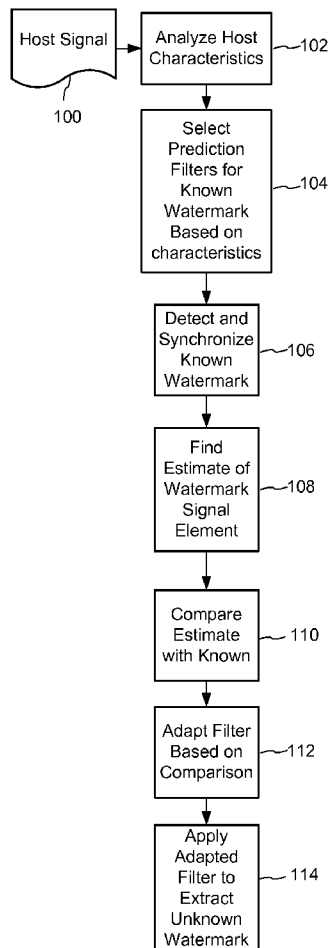 Host Signal
100
Analyze Host
Characteristics
102
Select
Prediction
Filters for
Known
Watermark
Based on
characteristics
104
Detect and
Synchronize
Known
Watermark
106
Find
Estimate of
Watermark
Signal
Element
108
Compare
Estimate
with Known
110
Adapt Filter
Based on
Comparison
112
Apply
Adapted
Filter to
Extract
Unknown
Watermark
114